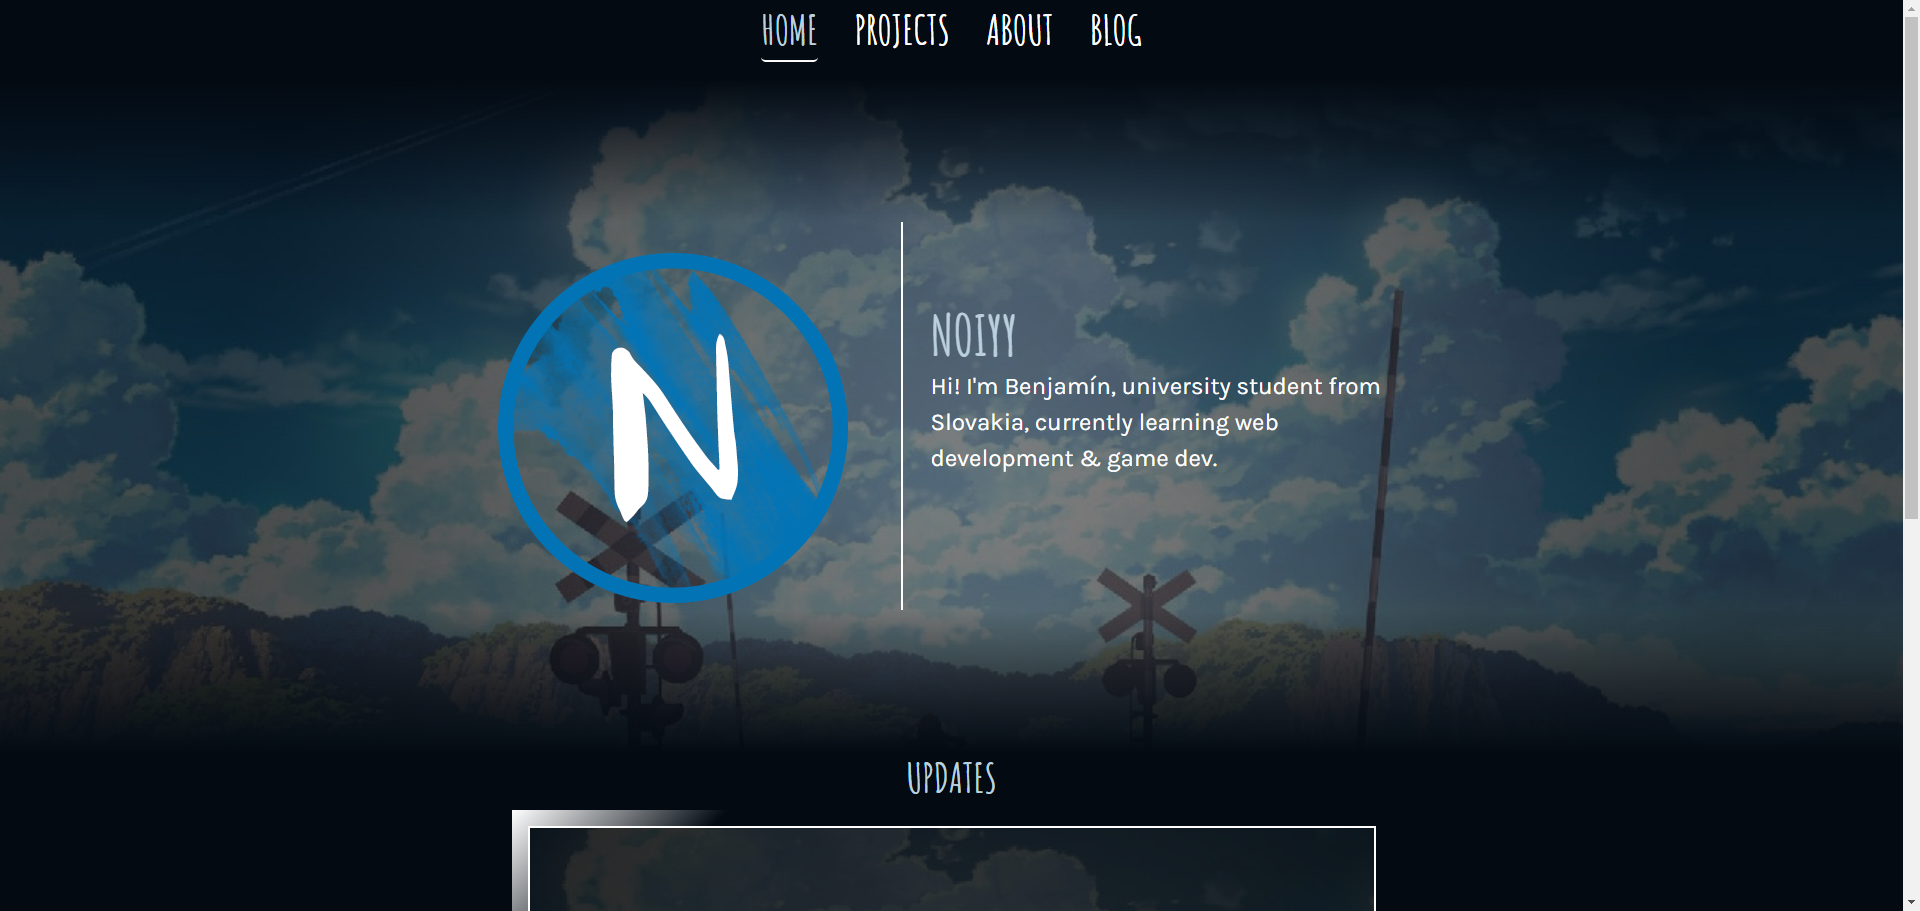 HOME PROJECTS ABOUT BLOG
N
NOIYY
Hi! I'm Benjamín, university student from
Slovakia, currently learning web
development & game dev.
UPDATES